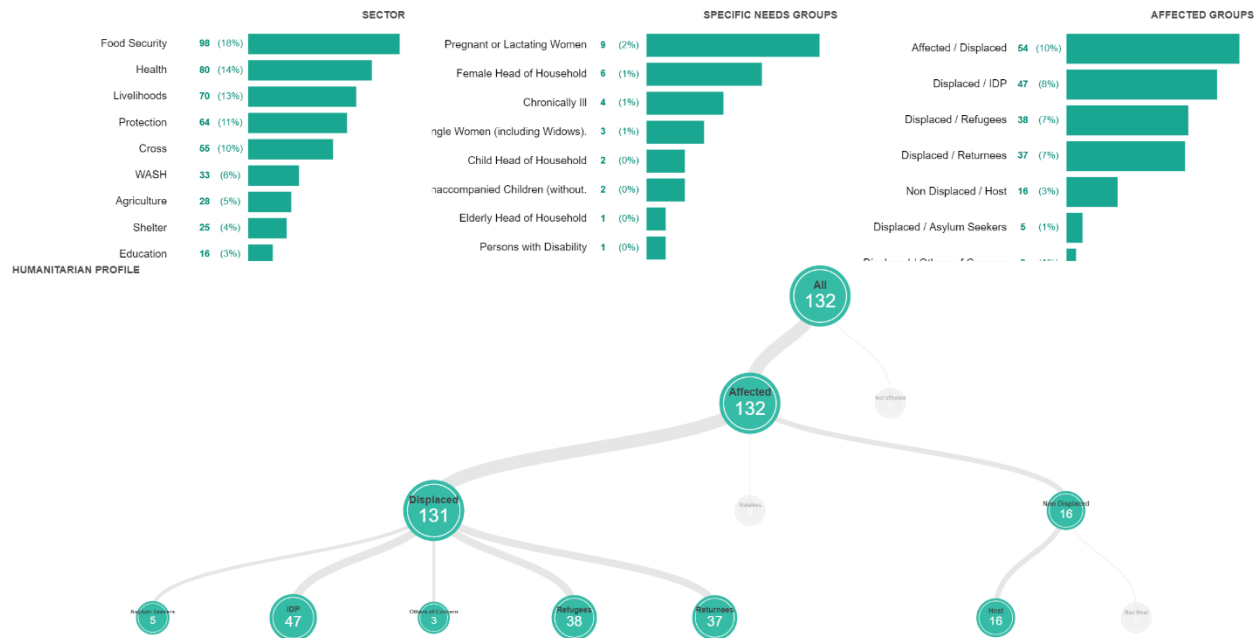 SECTOR
Food Security 98 (18%)
Health 80 (14%)
Livelihoods 70 (13%)
Protection 64 (11%)
Cross 55 (10%)
WASH 33 (6%)
Agriculture 28 (5%)
Shelter 25 (4%)
Education 16 (3%)
SPECIFIC NEEDS GROUPS
Pregnant or Lactating Women 9 (2%)
Female Head of Household 6 (1%)
Chronically Ill 4 (1%)
ngle Women (including Widows). 3 (1%)
Child Head of Household 2 (0%)
naccompanied Children (without. 2 (0%)
Elderly Head of Household 1 (0%)
Persons with Disability 1 (0%)
AFFECTED GROUPS
Affected / Displaced 54 (10%)
Displaced / IDP 47 (8%)
Displaced / Refugees 38 (7%)
Displaced / Returnees 37 (7%)
Non Displaced / Host 16 (3%)
Displaced / Asylum Seekers 5 (1%)
HUMANITARIAN PROFILE
All
132
Affected
132
Not affected
Displaced
131
Stateless
Non Displaced
16
Asylum Seekers
5
IDP
47
Others of Concern
3
Refugees
38
Returnees
37
Host
16
Non Host